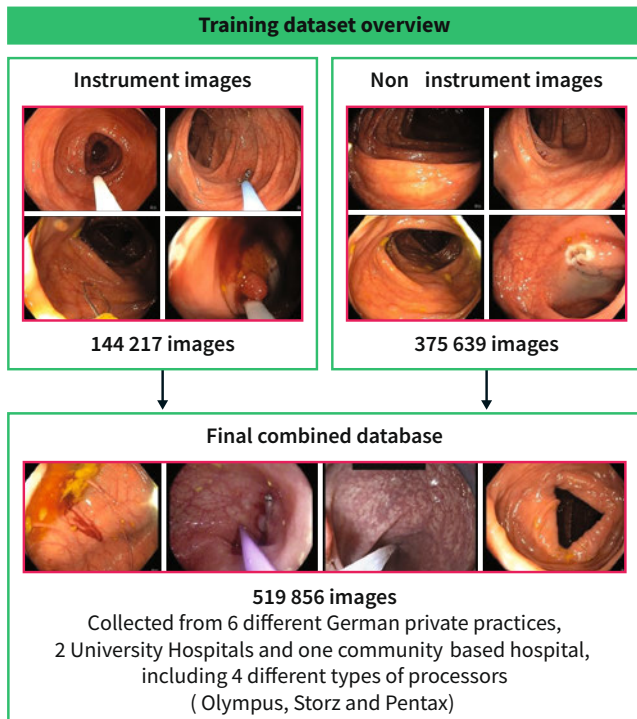 Training dataset overview
Instrument images
Non instrument images
144 217 images
375 639 images
Final combined database
519 856 images
Collected from 6 different German private practices,
2 University Hospitals and one community based hospital,
including 4 different types of processors
( Olympus, Storz and Pentax)